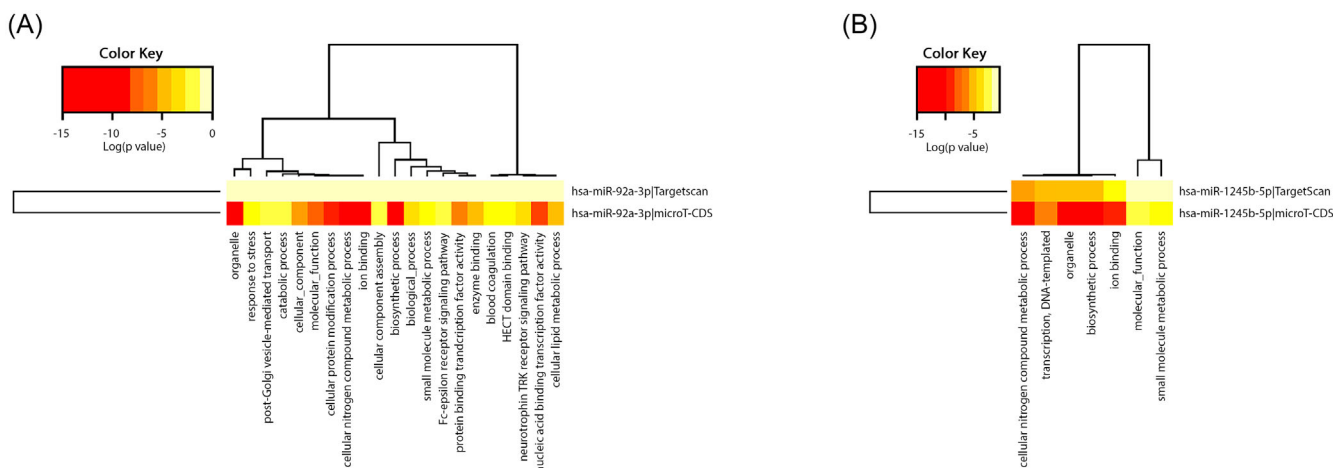 (A)
Color Key
-15
-10
-5
0
Log(p value)
hsa-miR-92a-3p|Targetscan
hsa-miR-92a-3p|microT-CDS
organelle
response to stress
post-Golgi vesicle-mediated transport
catabolic process
cellular_component
molecular_function
cellular protein modification process
cellular nitrogen compound metabolic process
ion binding
cellular component assembly
biosynthetic process
biological_process
small molecule metabolic process
Fc-epsilon receptor signaling pathway
protein binding trandcription factor activity
enzyme binding
blood coagulation
HECT domain binding
neurotrophin TRK receptor signaling pathway
nucleic acid binding transcription factor activity
cellular lipid metabolic process
(B)
Color Key
-15
-5
Log(p value)
hsa-miR-1245b-5p|TargetScan
hsa-miR-1245b-5p|microT-CDS
cellular nitrogen compound metabolic process
transcription, DNA-templated
organelle
biosynthetic process
ion binding
molecular_function
small molecule metabolic process